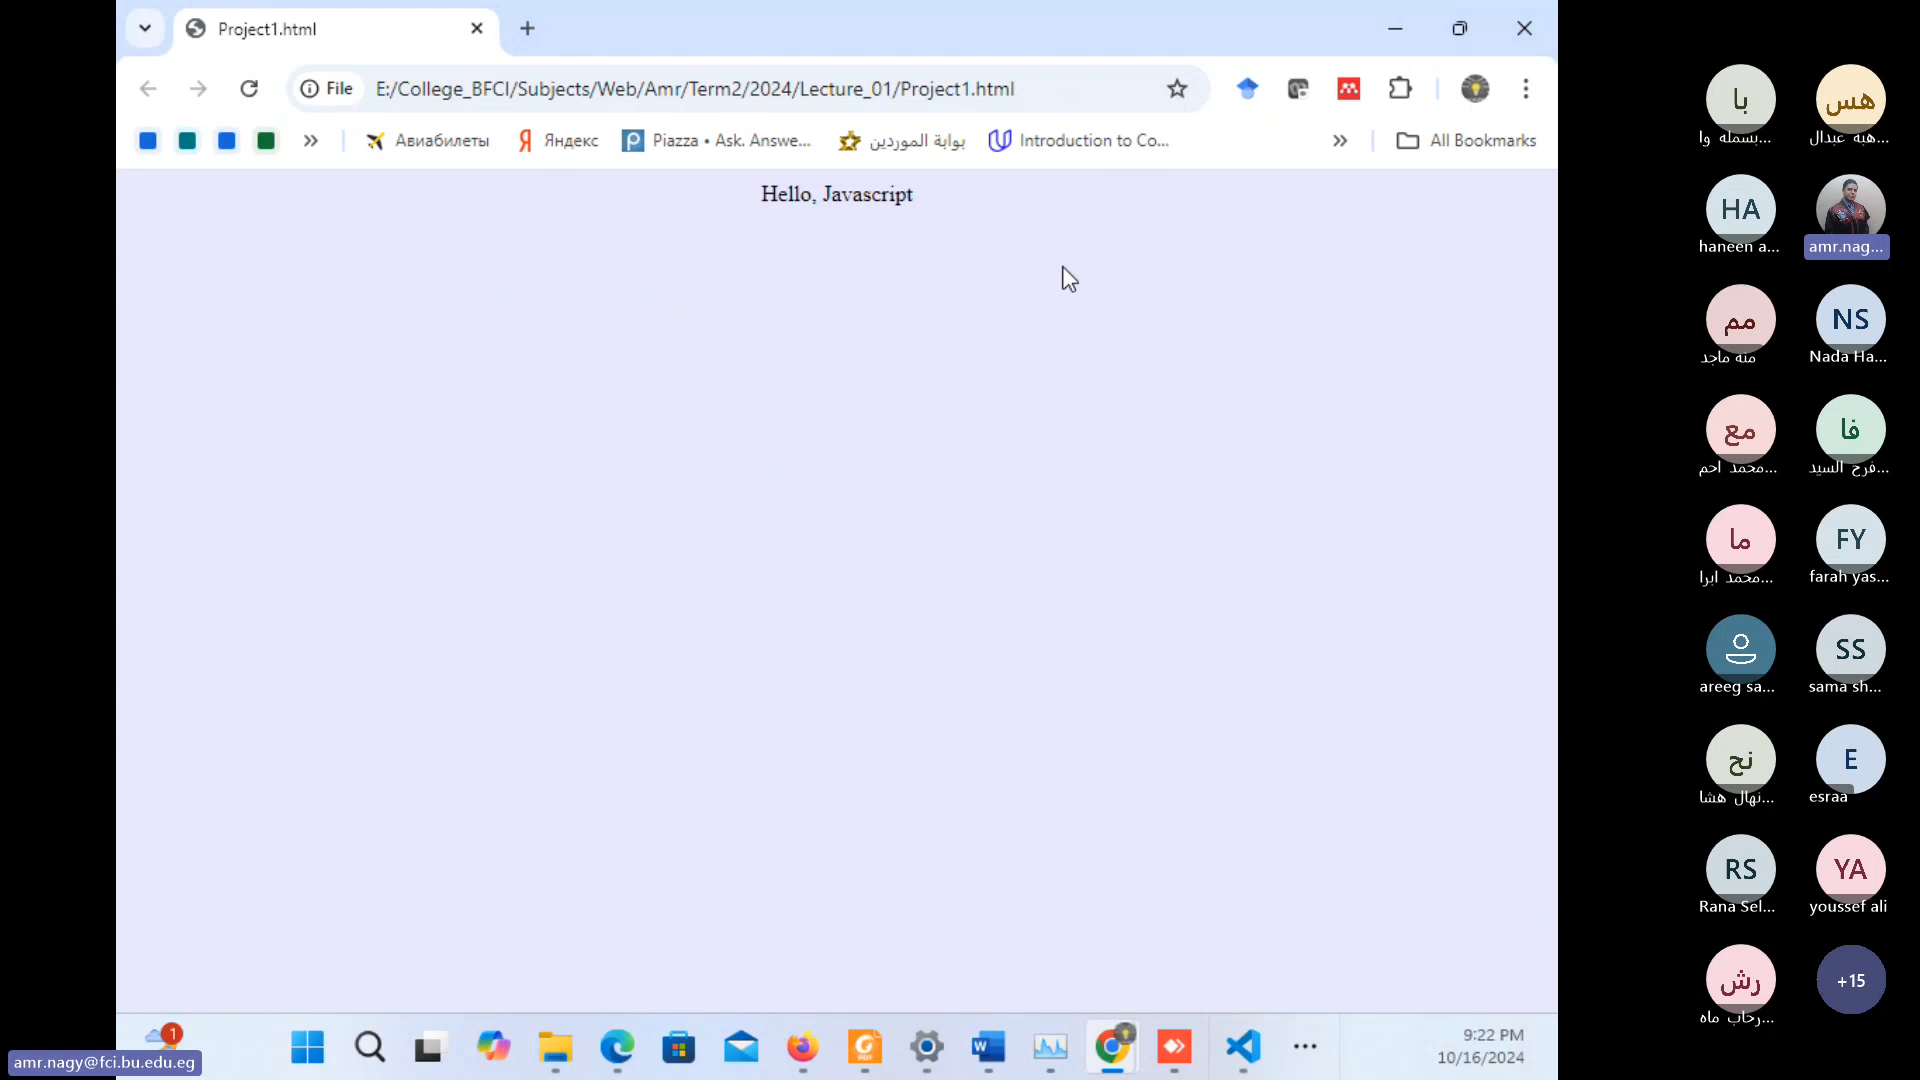 Project1.html
File
E:/College_BFCI/Subjects/Web/Amr/Term2/2024/Lecture_01/Project1.html
Авиабилеты
Яндекс
Piazza • Ask. Answe...
بوابة الموردين
Introduction to Co...
All Bookmarks
Hello, Javascript
با
بسمله وا...
هس
هبه عبدال...
HA
haneen a...
amr.nag...
مم
منه ماجد
NS
Nada Ha...
مع
محمد احم...
فا
فرح السيد...
ما
محمد ابرا...
FY
farah yas...
areeg sa...
SS
sama sh...
نح
نهال هشا...
E
esraa
RS
Rana Sel...
YA
youssef ali
رش
رحاب ماه...
+15
1
9:22 PM
10/16/2024
amr.nagy@fci.bu.edu.eg